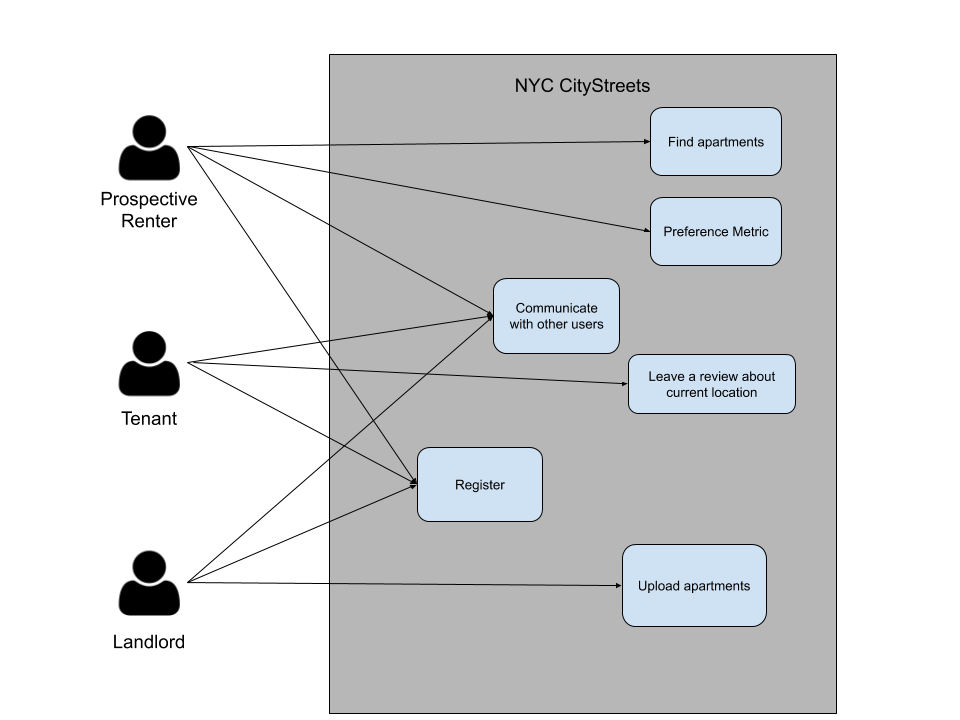 NYC CityStreets
Find apartments
Prospective
Renter
Preference Metric
Communicate
with other users
Leave a review about
current location
Tenant
Register
Upload apartments
Landlord